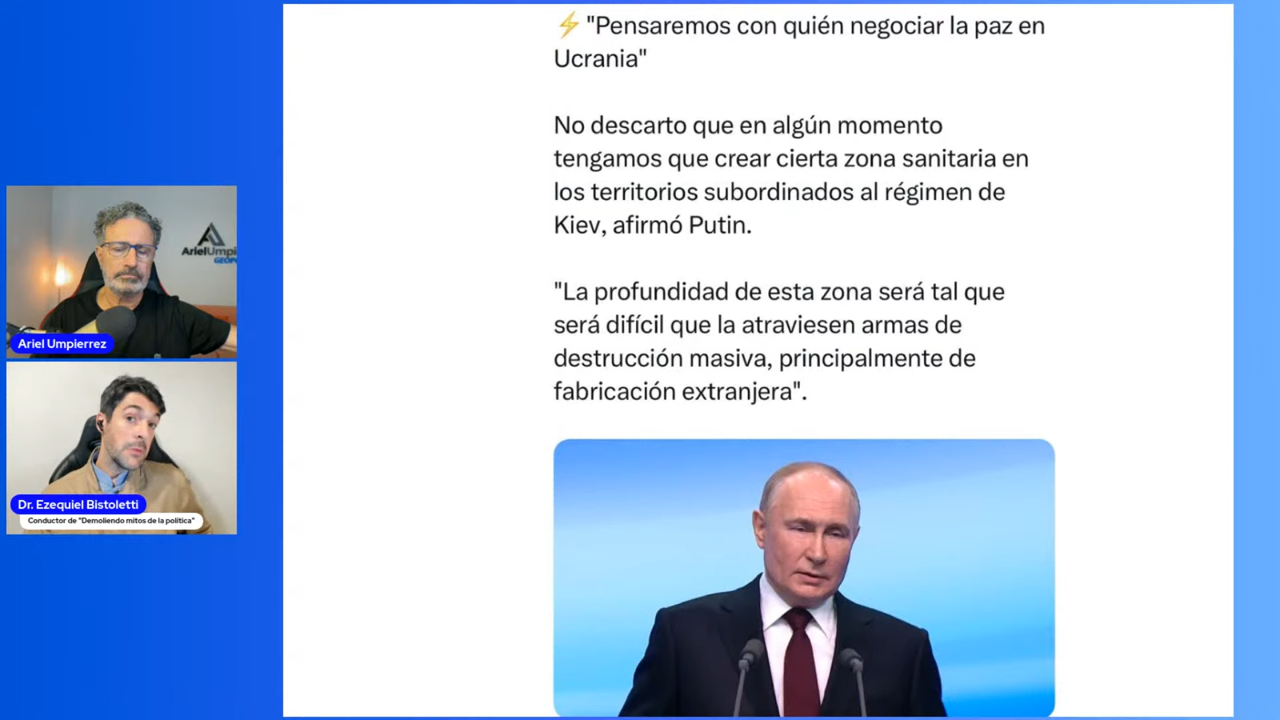 ⚡ "Pensaremos con quién negociar la paz en
Ucrania"
No descarto que en algún momento
tengamos que crear cierta zona sanitaria en
los territorios subordinados al régimen de
Kiev, afirmó Putin.
"La profundidad de esta zona será tal que
será difícil que la atraviesen armas de
destrucción masiva, principalmente de
fabricación extranjera".
ArielUmpi
GEOP
Ariel Umpierrez
Dr. Ezequiel Bistoletti
Conductor de "Demoliendo mitos de la política"